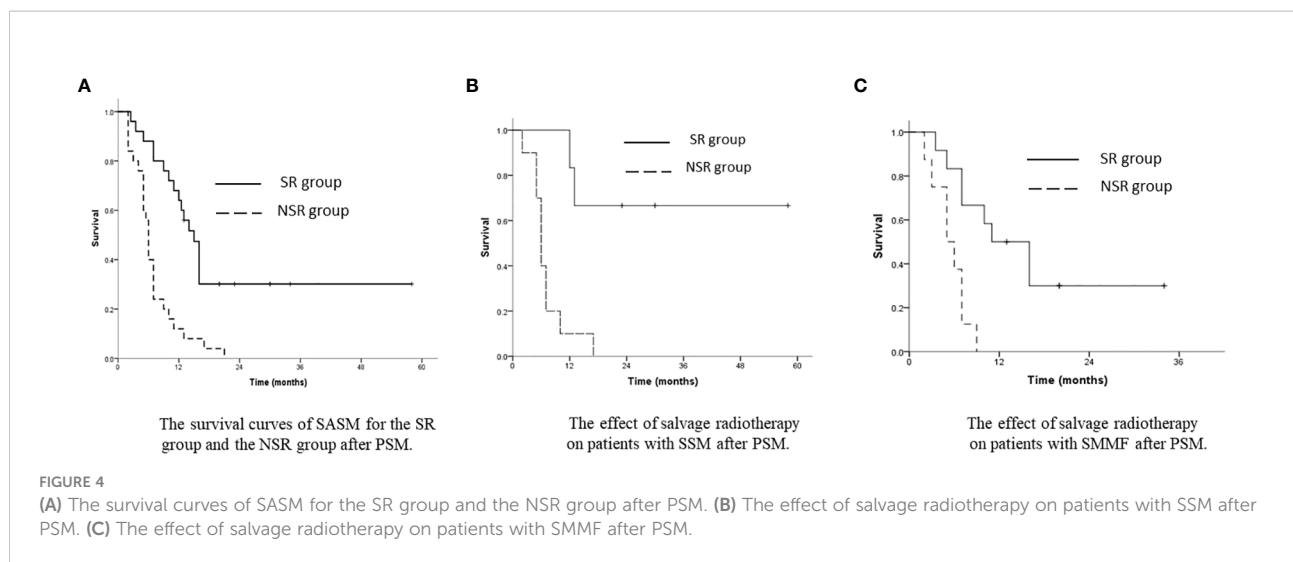 A
1.0
0.8
0.6
0.4
0.2
0.0
Survival
0
12
24
36
48
60
Time (months)
SR group
NSR group
The survival curves of SASM for the SR
group and the NSR group after PSM.
B
1.0
0.8
0.6
0.4
0.2
0.0
Survival
0
12
24
36
48
60
Time (months)
SR group
NSR group
The effect of salvage radiotherapy
on patients with SSM after PSM.
C
1.0
0.8
0.6
0.4
0.2
0.0
Survival
0
12
24
36
Time (months)
SR group
NSR group
The effect of salvage radiotherapy
on patients with SMMF after PSM.
FIGURE 4
(A) The survival curves of SASM for the SR group and the NSR group after PSM. (B) The effect of salvage radiotherapy on patients with SSM after
PSM. (C) The effect of salvage radiotherapy on patients with SMMF after PSM.